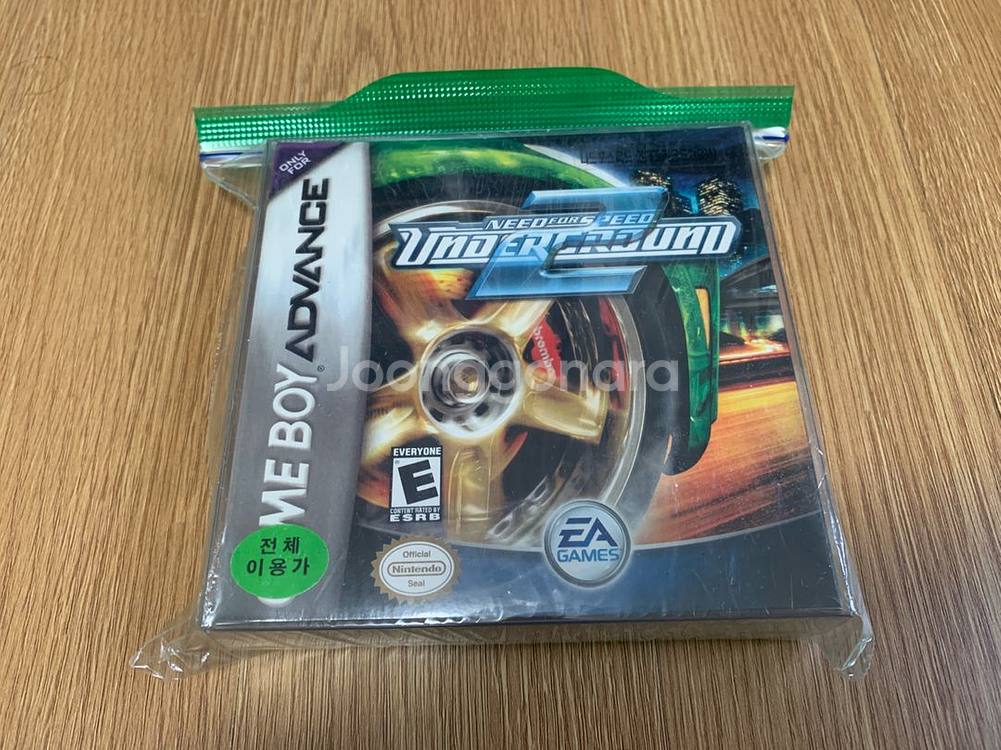 ONLY
FOR
GAME BOY ADVANCE
NEED FOR SPEED
UNDERGROUND
2
brembo
Joonggonara
EVERYONE
E
CONTENT RATED BY
ESRB
EA
GAMES
전체
이용가
Official
Nintendo
Seal